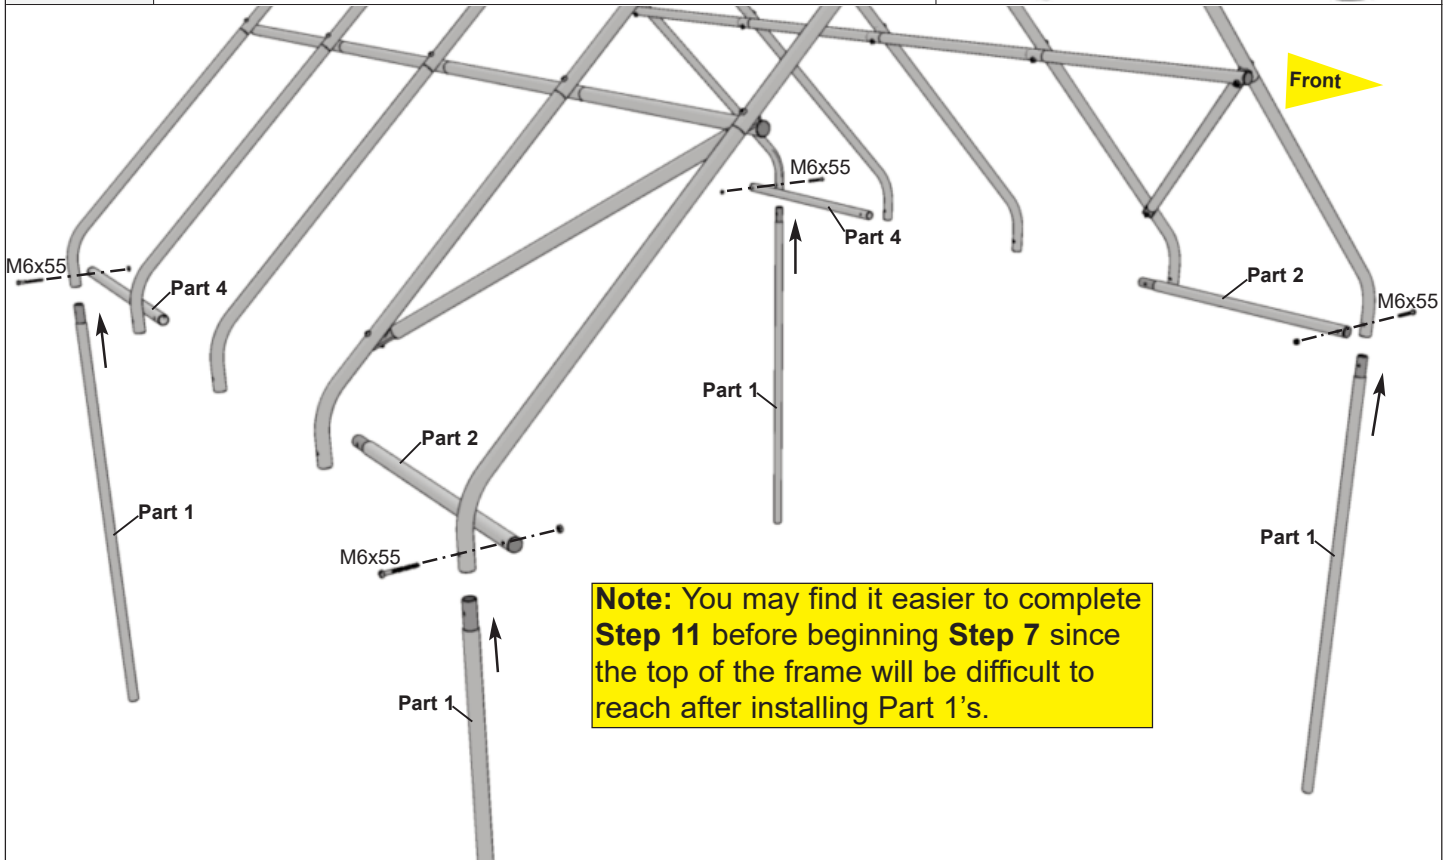 Front
M6x55
Part 4
M6x55
Part 4
Part 2
M6x55
Part 1
Part 2
Part 1
Part 1
M6x55
Note: You may find it easier to complete
Step 11 before beginning Step 7 since
the top of the frame will be difficult to
reach after installing Part 1’s.
Part 1